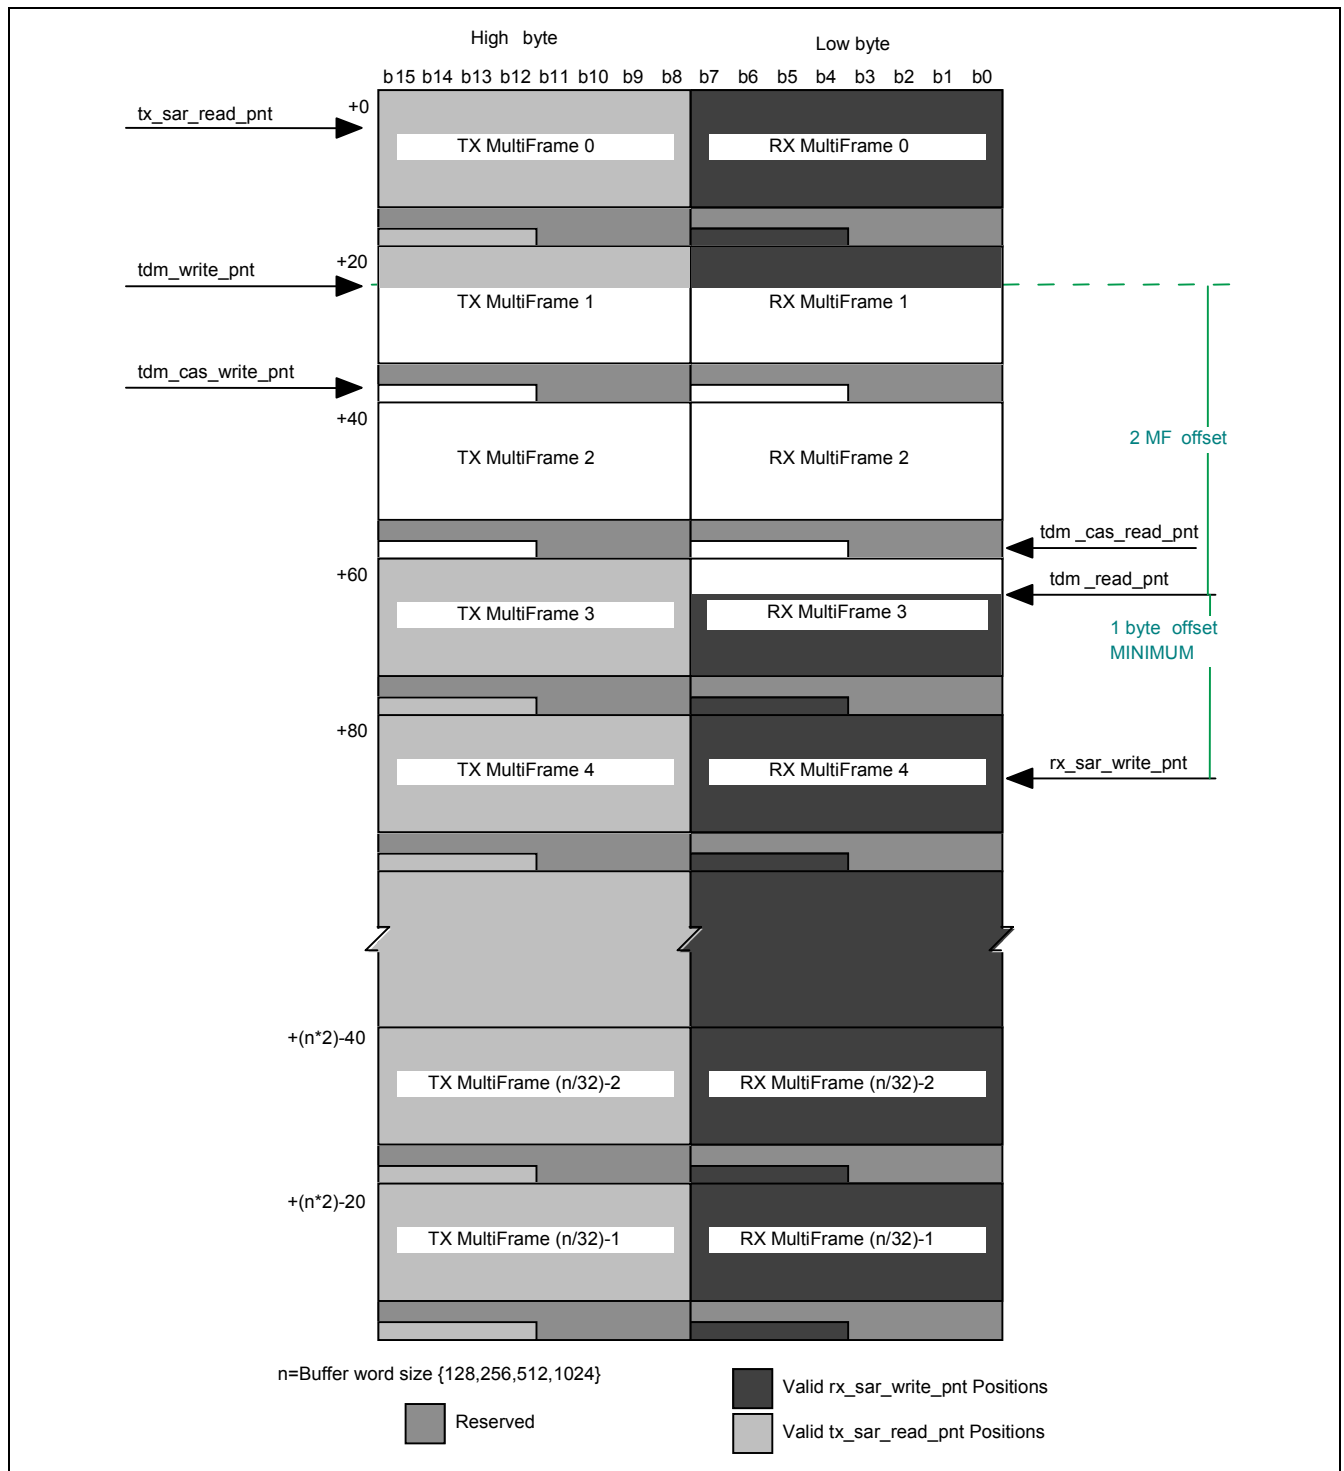 High byte Low byte
b15 b14 b13 b12 b11 b10 b9 b8 b7 b6 b5 b4 b3 b2 b1 b0
tx_sar_read_pnt +0
TX MultiFrame 0 RX MultiFrame 0
tdm_write_pnt +20
TX MultiFrame 1 RX MultiFrame 1
tdm_cas_write_pnt
+40
2 MF offset
TX MultiFrame 2 RX MultiFrame 2
tdm _cas_read_pnt
+60 tdm _read_pnt
TX MultiFrame 3 RX MultiFrame 3
1 byte offset
MINIMUM
+80
TX MultiFrame 4 RX MultiFrame 4 rx_sar_write_pnt
+(n*2)-40
TX MultiFrame (n/32)-2 RX MultiFrame (n/32)-2
+(n*2)-20
TX MultiFrame (n/32)-1 RX MultiFrame (n/32)-1
n=Buffer word size {128,256,512,1024}
Valid rx_sar_write_pnt Positions
Reserved
Valid tx_sar_read_pnt Positions